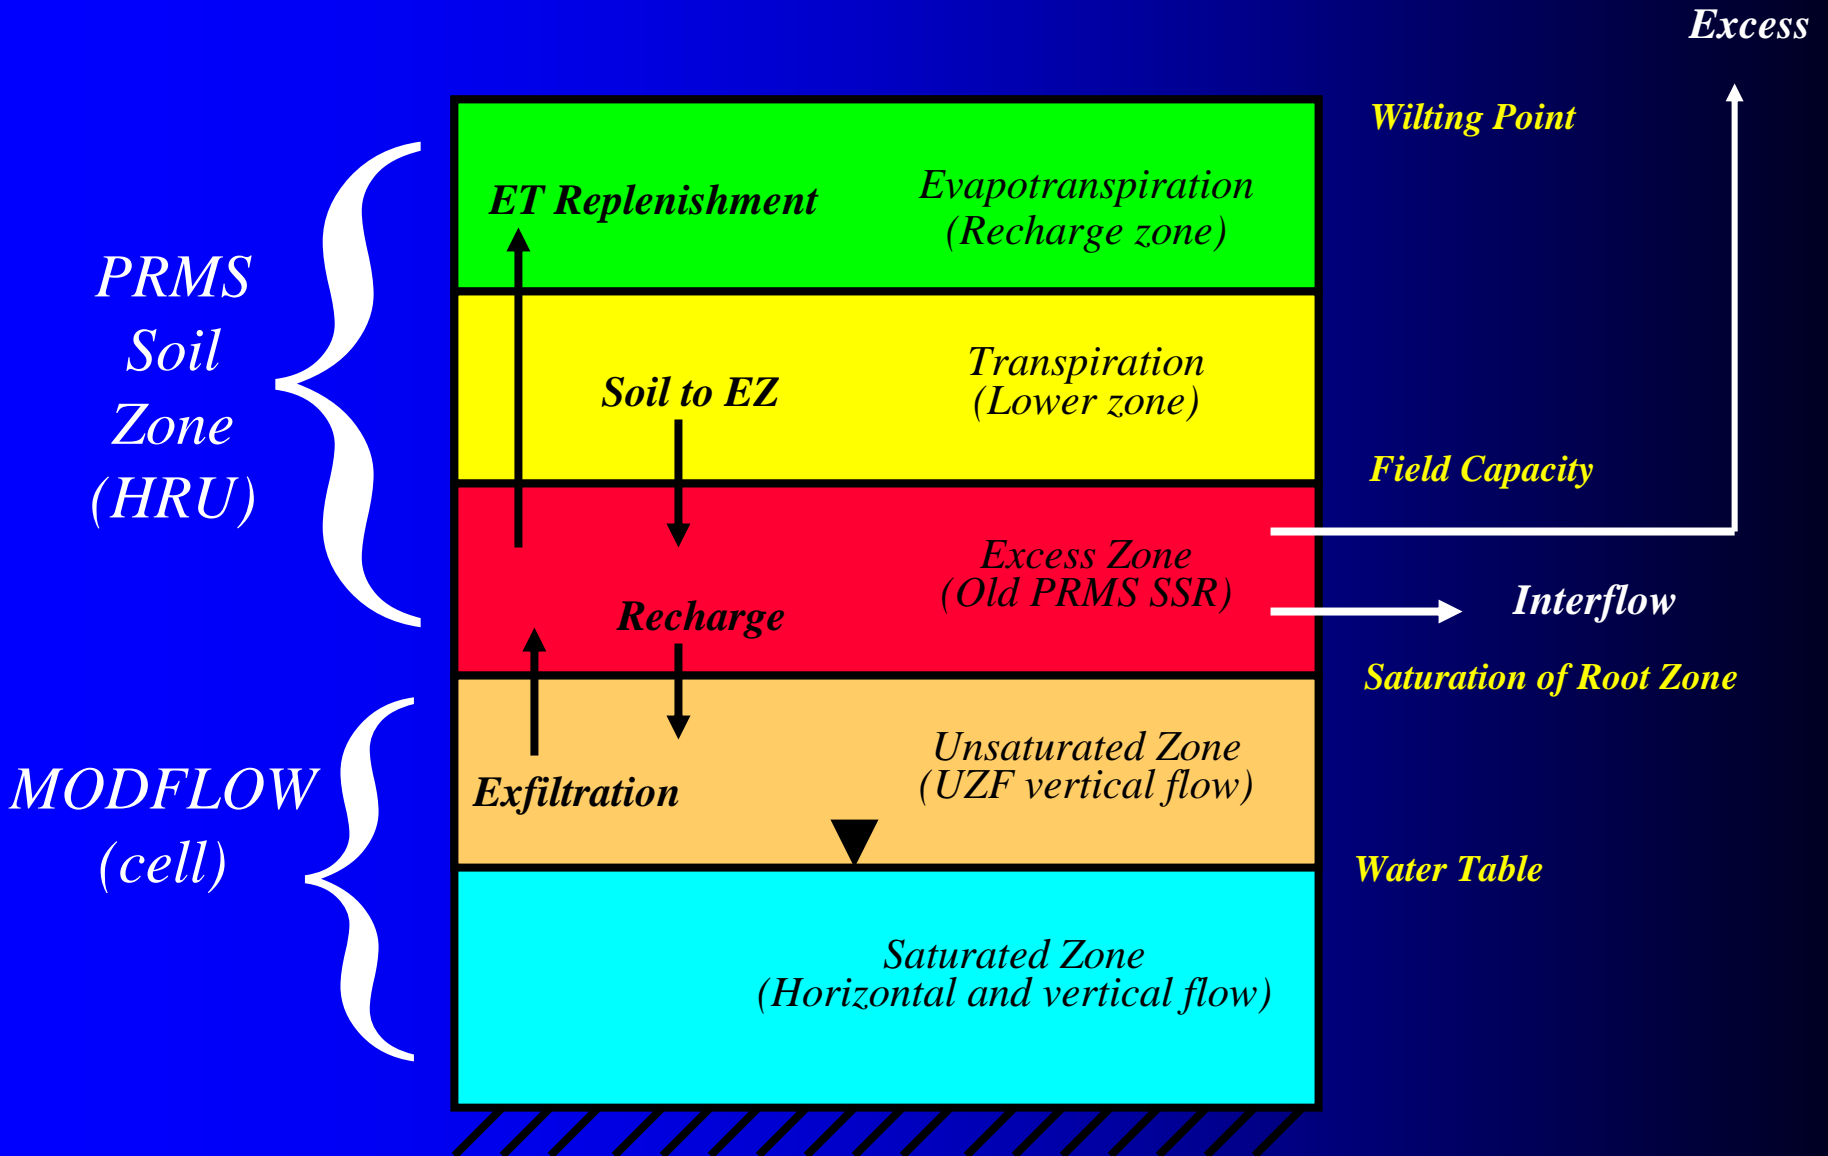 Excess
Wilting Point
ET Replenishment
Evapotranspiration
(Recharge zone)
PRMS
Soil
Zone
(HRU)
Soil to EZ
Transpiration
(Lower zone)
Field Capacity
Excess Zone
(Old PRMS SSR)
Recharge
Interflow
Saturation of Root Zone
MODFLOW
(cell)
Exfiltration
Unsaturated Zone
(UZF vertical flow)
Water Table
Saturated Zone
(Horizontal and vertical flow)